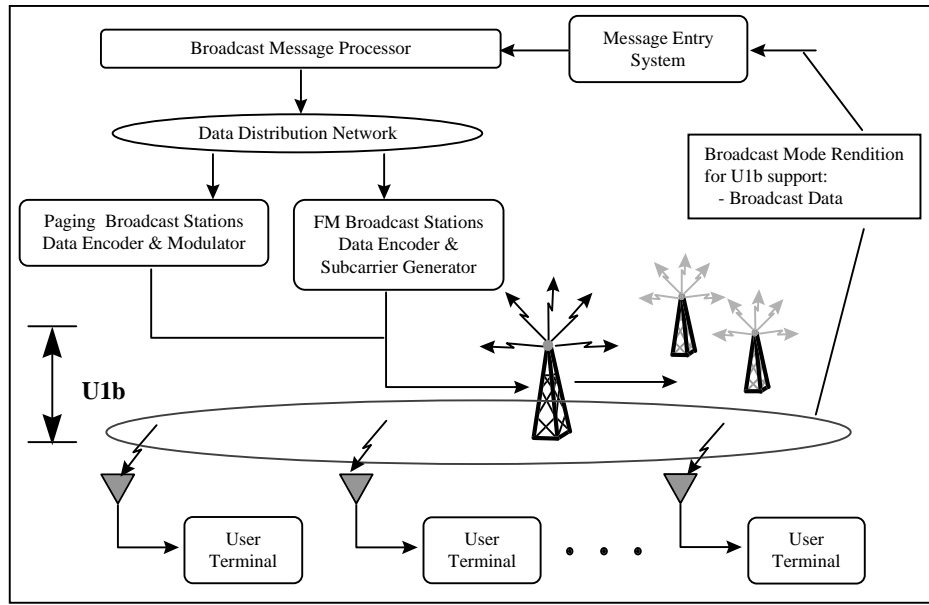 Broadcast Message Processor
Message Entry
System
Data Distribution Network
Broadcast Mode Rendition
for U1b support:
- Broadcast Data
Paging Broadcast Stations
Data Encoder & Modulator
FM Broadcast Stations
Data Encoder &
Subcarrier Generator
U1b
User
Terminal
User
Terminal
User
Terminal